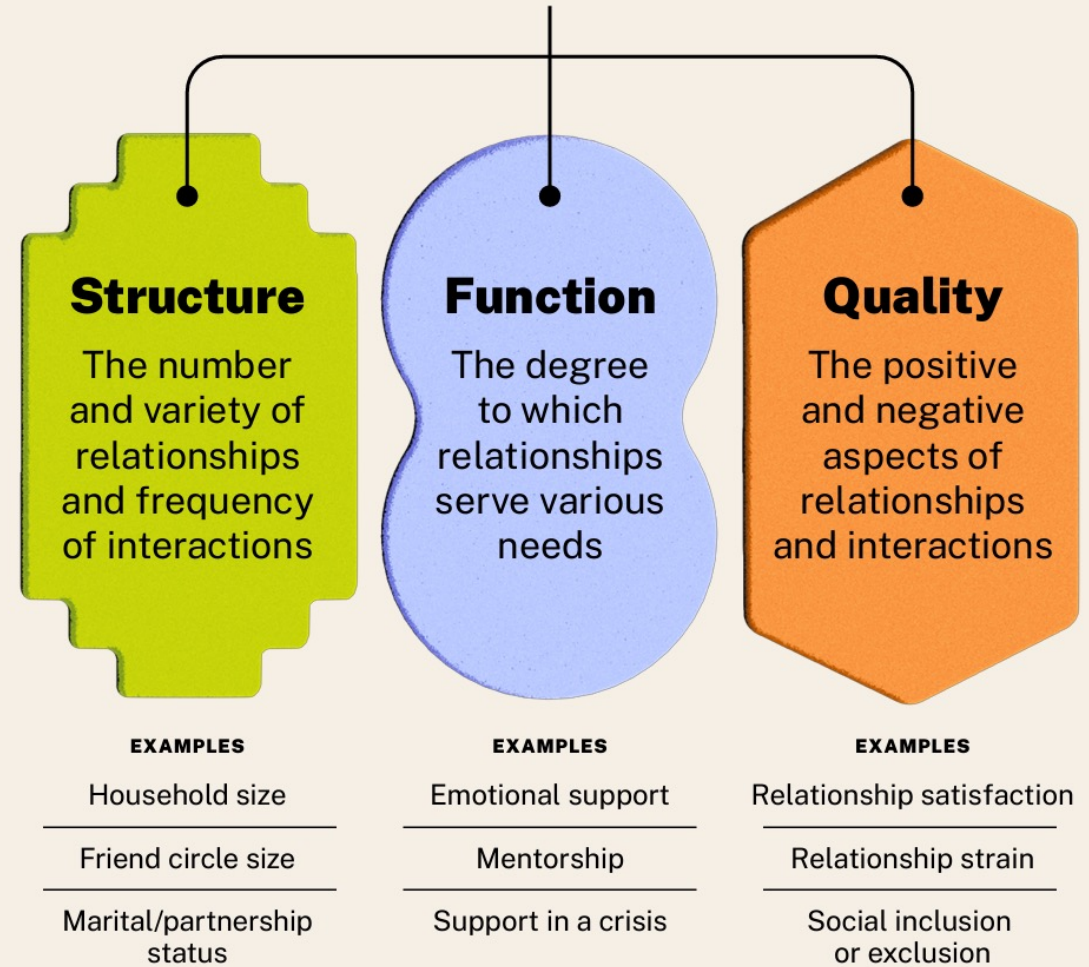 Structure
The number
and variety of
relationships
and frequency
of interactions
EXAMPLES
Household size
Friend circle size
Marital/partnership
status
Function
The degree
to which
relationships
serve various
needs
EXAMPLES
Emotional support
Mentorship
Support in a crisis
Quality
The positive
and negative
aspects of
relationships
and interactions
EXAMPLES
Relationship satisfaction
Relationship strain
Social inclusion
or exclusion